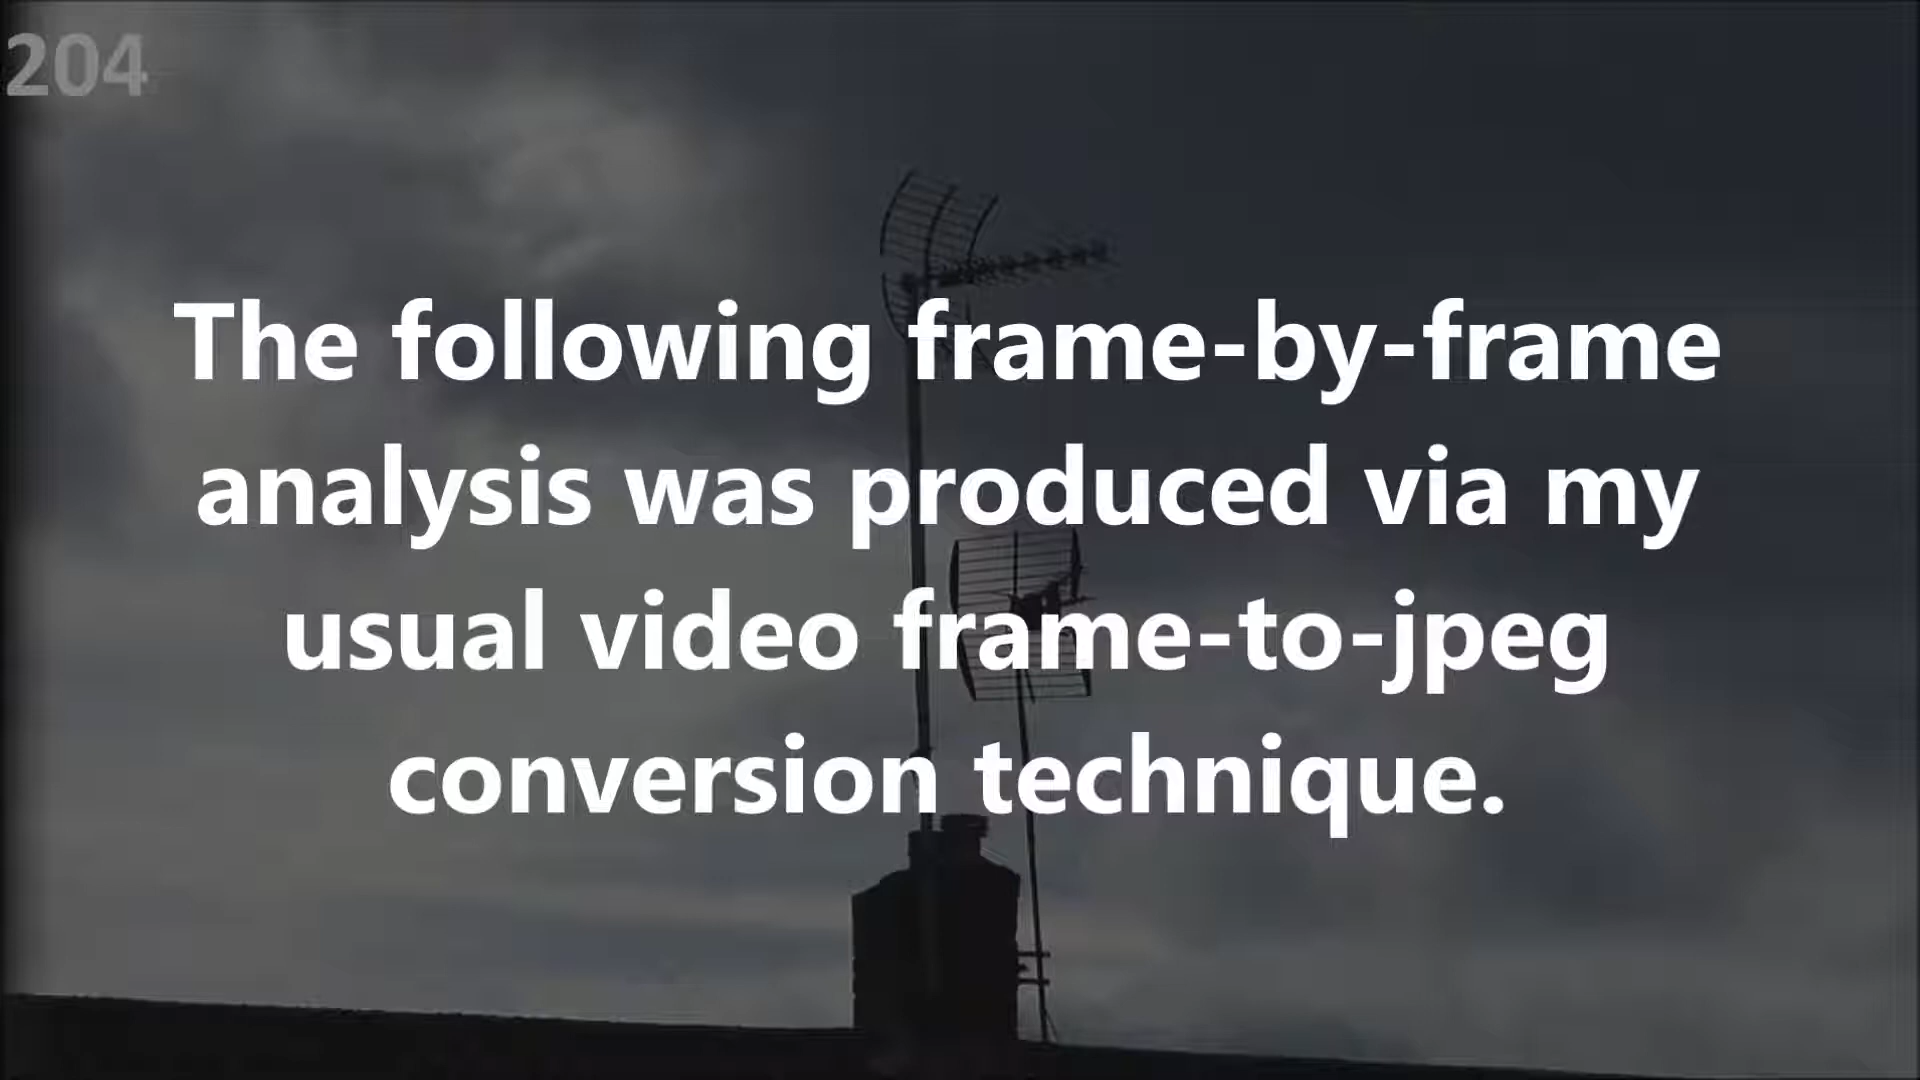 204
The following frame-by-frame
analysis was produced via my
usual video frame-to-jpeg
conversion technique.